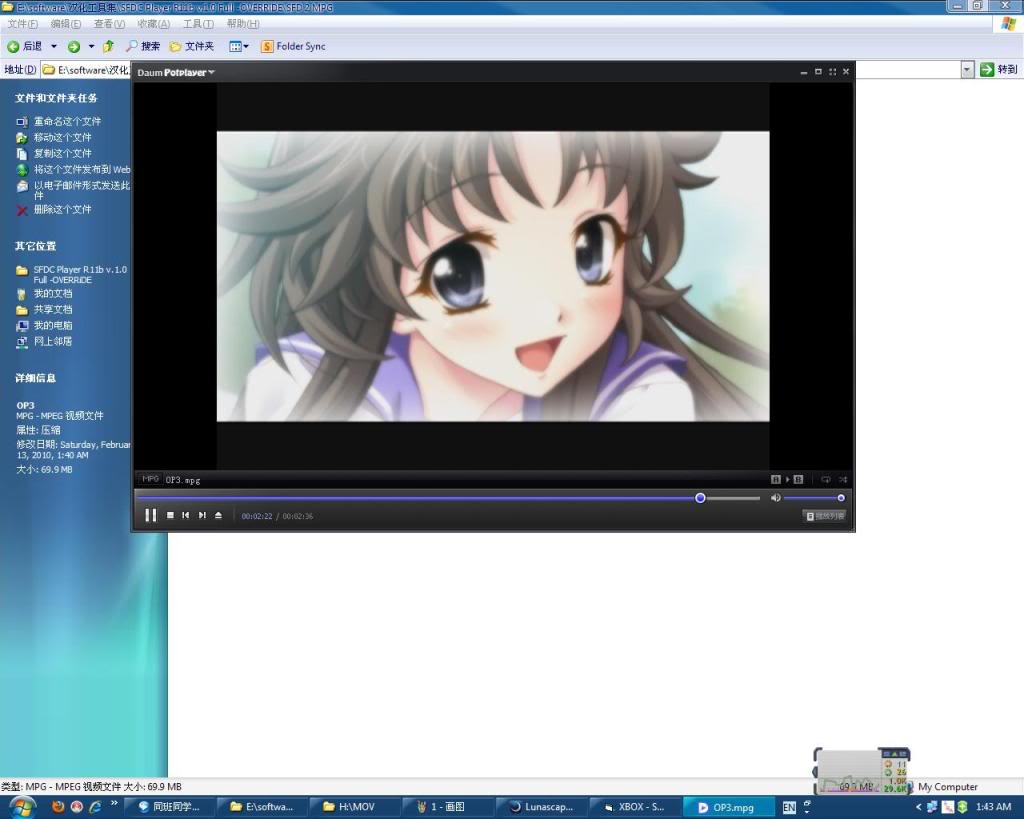 E:\software\汉化工具集\SFDC Player R11b v.1.0 Full -OVERRiDE\SFD 2 MPG
文件(F) 编辑(E) 查看(V) 收藏(A) 工具(T) 帮助(H)
后退 搜索 文件夹 Folder Sync
地址(D) E:\software\汉化 转到
Daum Potplayer
文件和文件夹任务
重命名这个文件
移动这个文件
复制这个文件
将这个文件发布到 Web
以电子邮件形式发送此
件
删除这个文件
其它位置
SFDC Player R11b v.1.0
Full -OVERRiDE
我的文档
共享文档
我的电脑
网上邻居
详细信息
OP3
MPG - MPEG 视频文件
属性: 压缩
修改日期: Saturday, Februar
13, 2010, 1:40 AM
大小: 69.9 MB
MPG OP3.mpg A B
00:02:22 / 00:02:36 播放列表
11
26
1.0K
29.6K
类型: MPG - MPEG 视频文件 大小: 69.9 MB 69.9 MB My Computer
同班同学... E:\softwa... H:\MOV 1 - 画图 Lunascap... XBOX - S... OP3.mpg EN 1:43 AM